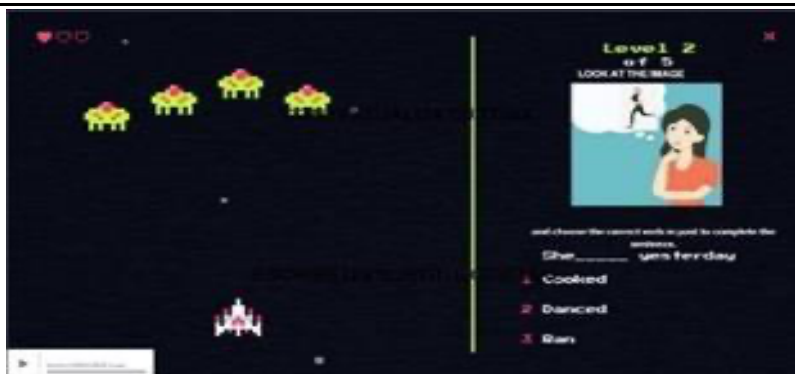 Level 2
of 5
LOOK AT THE IMAGE
and choose the correct verb in past to complete the
sentence.
She_____ yesterday
1 Cooked
2 Danced
3 Ran